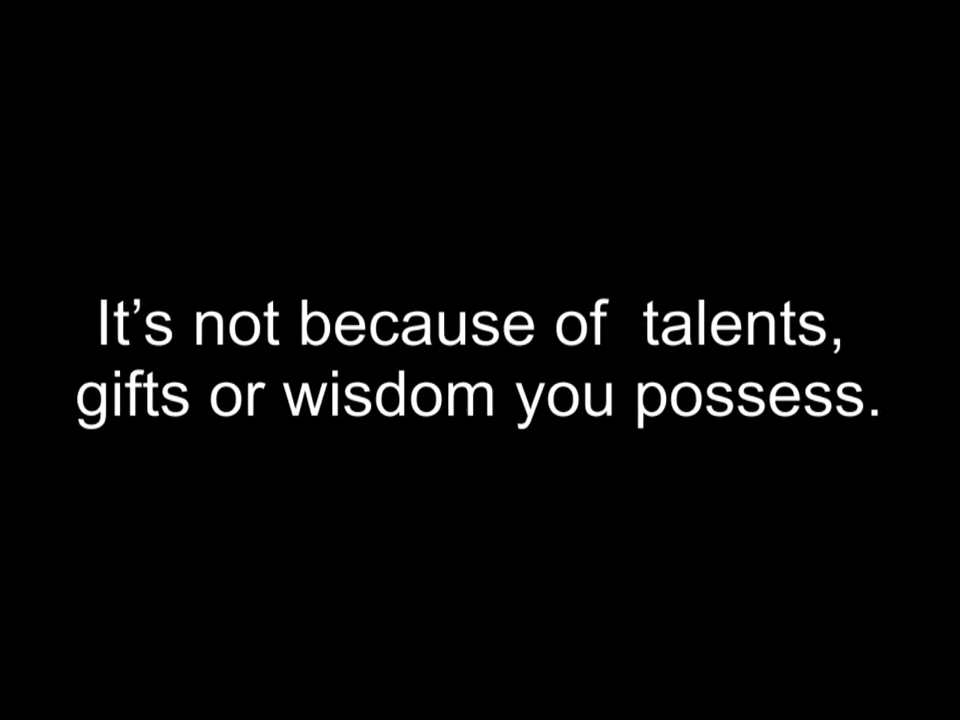 It’s not because of  talents,
gifts or wisdom you possess.